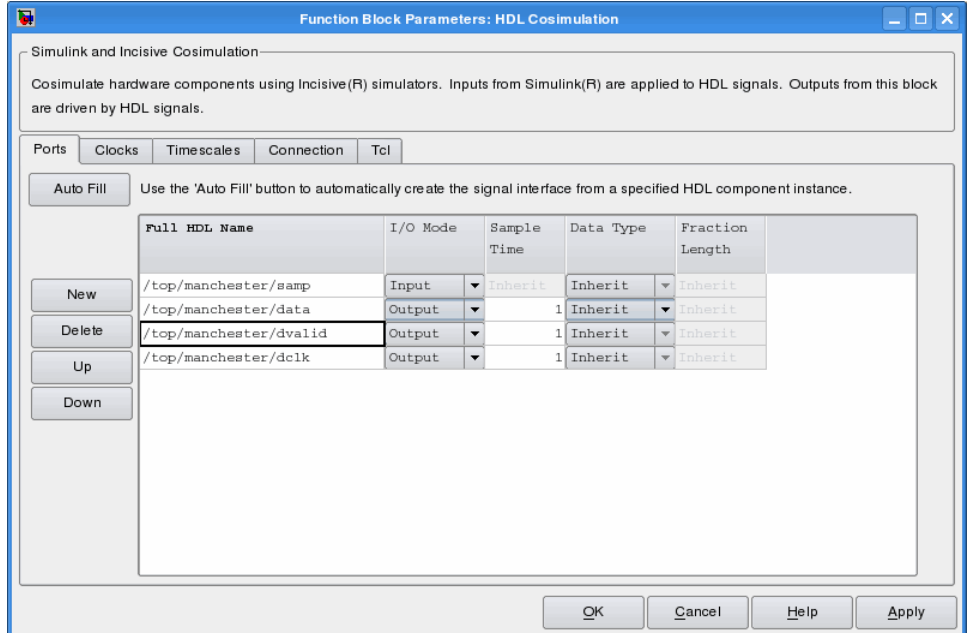 Function Block Parameters: HDL Cosimulation
Simulink and Incisive Cosimulation
Cosimulate hardware components using Incisive(R) simulators. Inputs from Simulink(R) are applied to HDL signals. Outputs from this block
are driven by HDL signals.
Ports Clocks Timescales Connection Tcl
Auto Fill Use the 'Auto Fill' button to automatically create the signal interface from a specified HDL component instance.
Full HDL Name I/O Mode Sample Time Data Type Fraction Length
/top/manchester/samp Input Inherit Inherit Inherit
/top/manchester/data Output 1 Inherit Inherit
/top/manchester/dvalid Output 1 Inherit Inherit
/top/manchester/dclk Output 1 Inherit Inherit
New
Delete
Up
Down
OK Cancel Help Apply